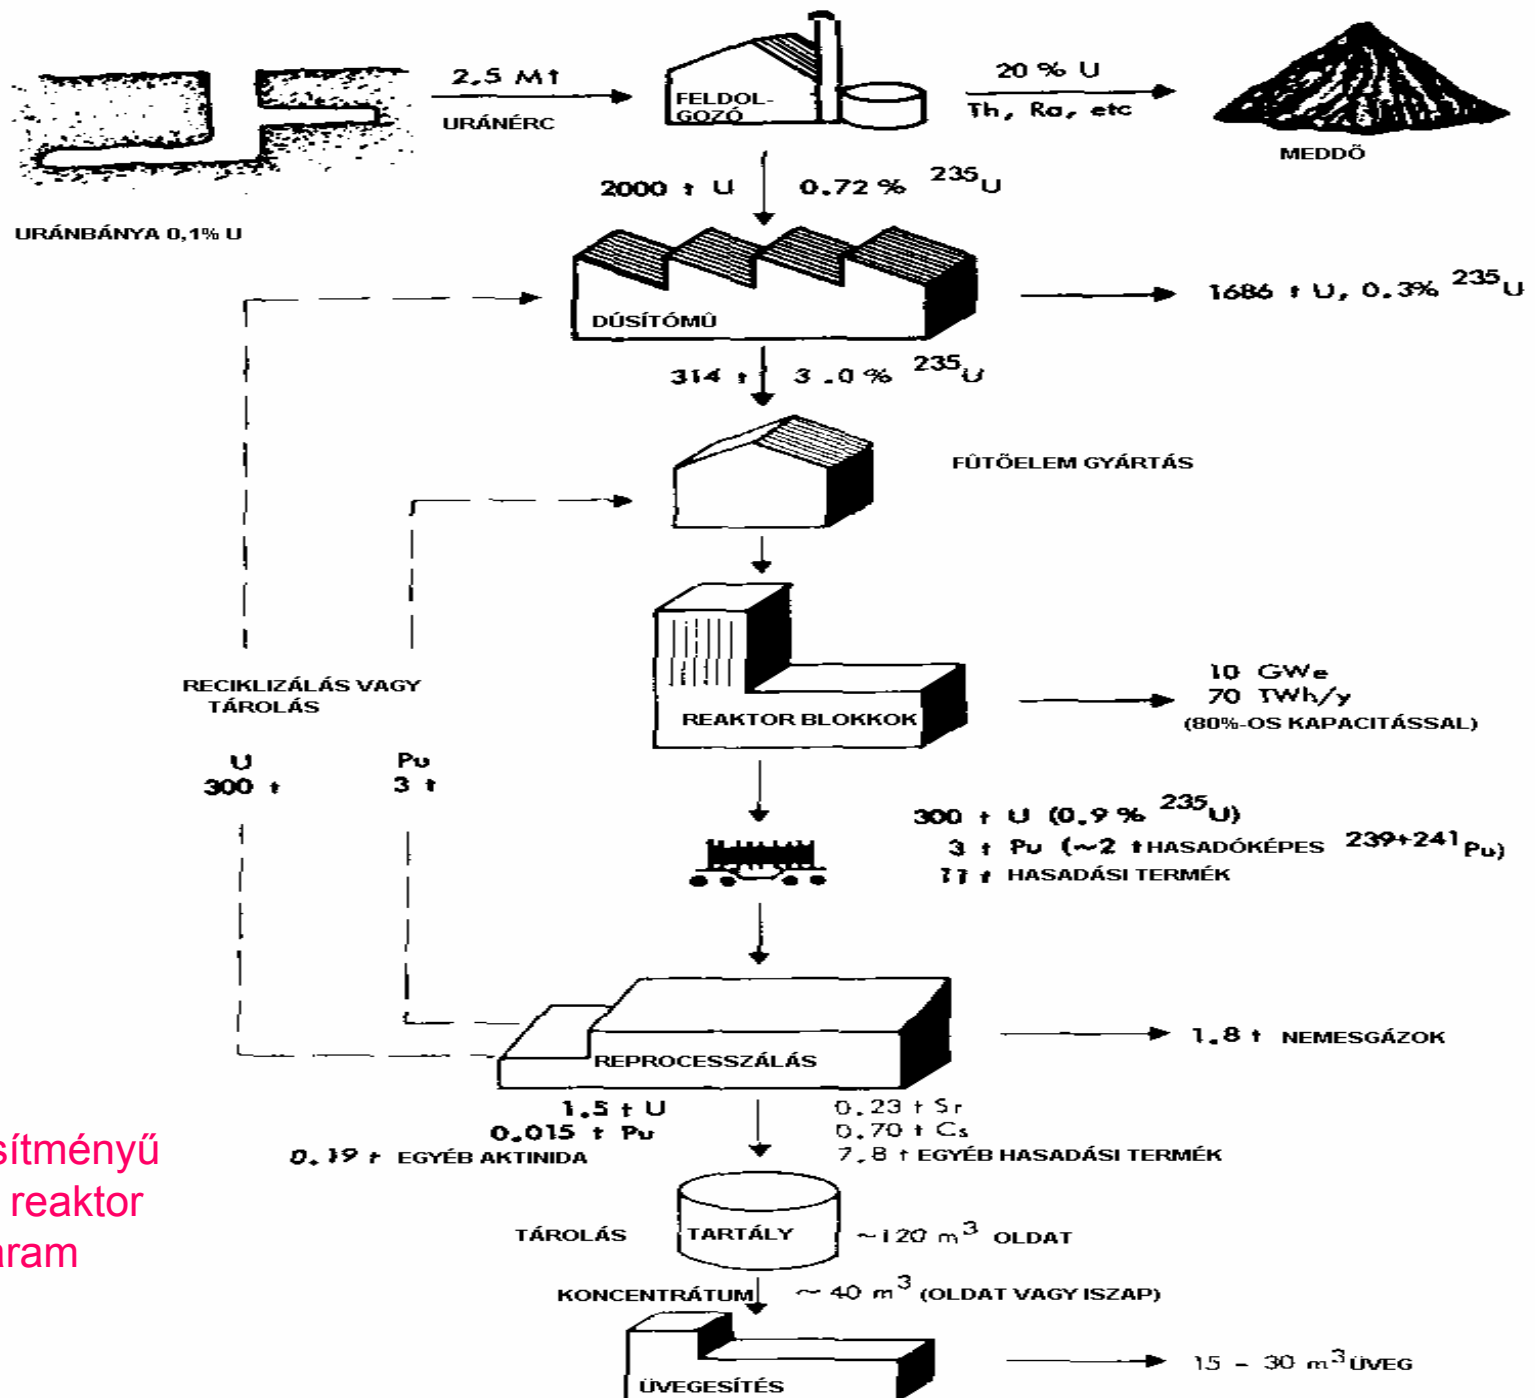 2,5 Mt
URÁNÉRC
FELDOL-
GOZÓ
20 % U
Th, Ra, etc
MEDDŐ
URÁNBÁNYA 0,1% U
2000 t U 0.72 % 235U
DÚSÍTÓMÛ
1686 t U, 0.3% 235U
314 t 3.0 % 235U
FÛTÕELEM GYÁRTÁS
REAKTOR BLOKKOK
10 GWe
70 TWh/y
(80%-OS KAPACITÁSSAL)
RECIKLIZÁLÁS VAGY
TÁROLÁS
U
300 t
Pu
3 t
300 t U (0.9 % 235U)
3 t Pu (~2 t HASADÓKÉPES 239+241Pu)
11 t HASADÁSI TERMÉK
REPROCESSZÁLÁS
1.8 t NEMESGÁZOK
1.5 t U
0.015 t Pu
0.19 t EGYÉB AKTINIDA
0.23 t Sr
0.70 t Cs
7.8 t EGYÉB HASADÁSI TERMÉK
sítményű
reaktor
áram
TÁROLÁS
TARTÁLY
~120 m3 OLDAT
KONCENTRÁTUM
~ 40 m3 (OLDAT VAGY ISZAP)
ÜVEGESÍTÉS
15 - 30 m3 ÜVEG